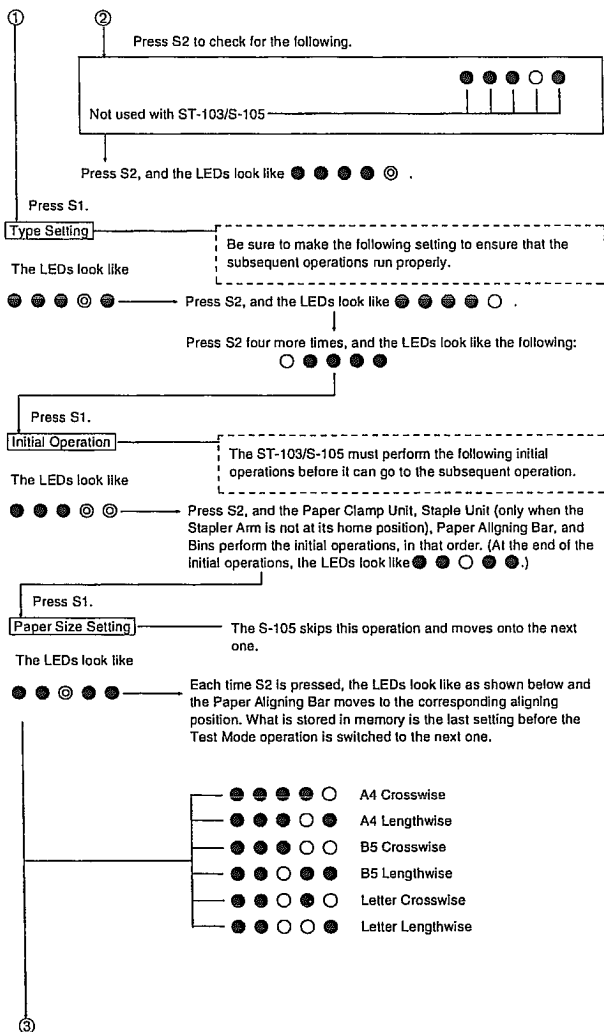 ① ②
Press S2 to check for the following.
Not used with ST-103/S-105
Press S2, and the LEDs look like ● ● ● ● ◎ .
Press S1.
Type Setting
Be sure to make the following setting to ensure that the
subsequent operations run properly.
The LEDs look like
Press S2, and the LEDs look like ● ● ● ● ○ .
Press S2 four more times, and the LEDs look like the following:
Press S1.
Initial Operation
The ST-103/S-105 must perform the following initial
operations before it can go to the subsequent operation.
The LEDs look like
Press S2, and the Paper Clamp Unit, Staple Unit (only when the
Stapler Arm is not at its home position), Paper Aligning Bar, and
Bins perform the initial operations, in that order. (At the end of the
initial operations, the LEDs look like ● ● ○ ● ●.)
Press S1.
Paper Size Setting
The S-105 skips this operation and moves onto the next
one.
The LEDs look like
Each time S2 is pressed, the LEDs look like as shown below and
the Paper Aligning Bar moves to the corresponding aligning
position. What is stored in memory is the last setting before the
Test Mode operation is switched to the next one.
A4 Crosswise
A4 Lengthwise
B5 Crosswise
B5 Lengthwise
Letter Crosswise
Letter Lengthwise
③